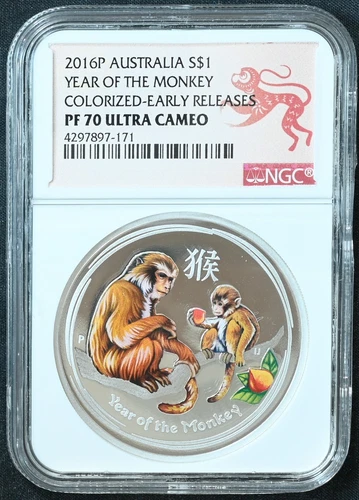 2016P AUSTRALIA S$1
YEAR OF THE MONKEY
COLORIZED-EARLY RELEASES
PF 70 ULTRA CAMEO
4297897-171
NGC®
猴
P
Year of the Monkey